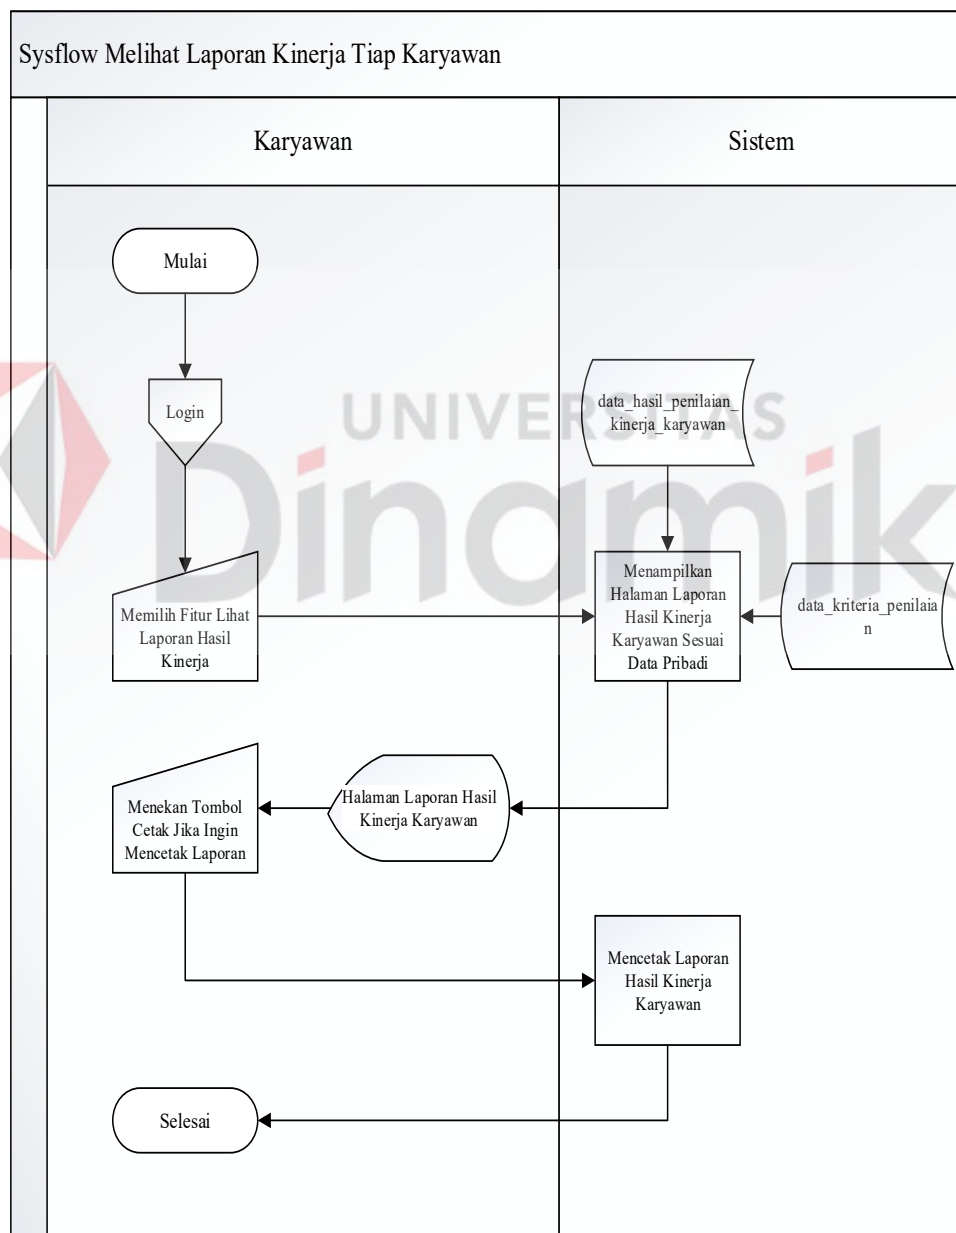 Sysflow Melihat Laporan Kinerja Tiap Karyawan
Karyawan
Sistem
Mulai
Login
UNIVERSITAS
Dinamik
data_hasil_penilaian_
kinerja_karyawan
Memilih Fitur Lihat
Laporan Hasil
Kinerja
Menampilkan
Halaman Laporan
Hasil Kinerja
Karyawan Sesuai
Data Pribadi
data_kriteria_penilaia
n
Menekan Tombol
Cetak Jika Ingin
Mencetak Laporan
Halaman Laporan Hasil
Kinerja Karyawan
Mencetak Laporan
Hasil Kinerja
Karyawan
Selesai